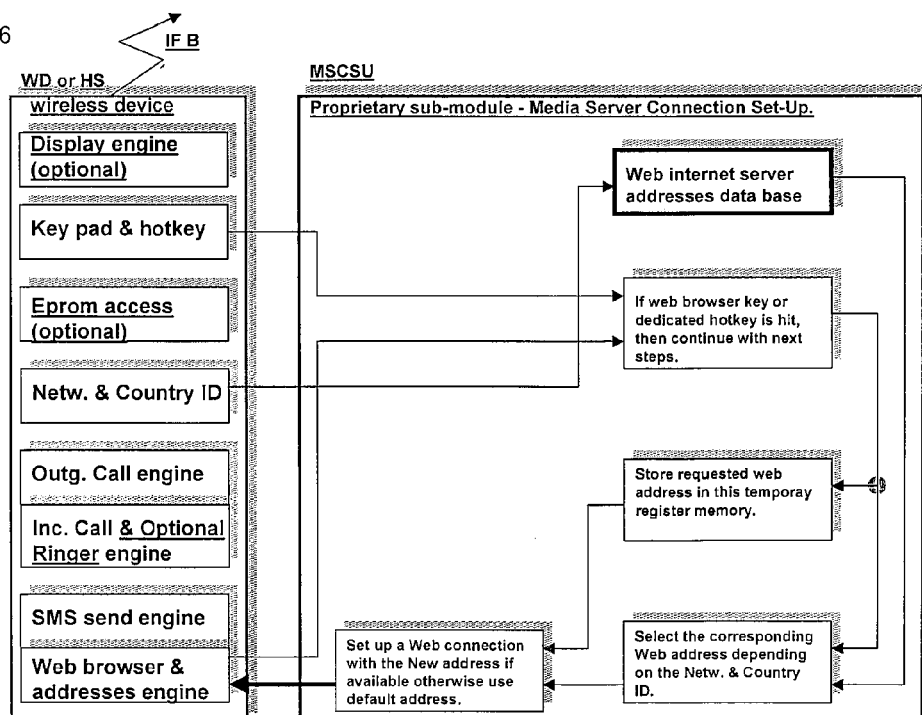 6
IF B
WD or HS
wireless device
Display engine
(optional)
Key pad & hotkey
Eprom access
(optional)
Netw. & Country ID
Outg. Call engine
Inc. Call & Optional
Ringer engine
SMS send engine
Web browser &
addresses engine
MSCSU
Proprietary sub-module - Media Server Connection Set-Up.
Web internet server
addresses data base
If web browser key or
dedicated hotkey is hit,
then continue with next
steps.
Store requested web
address in this temporay
register memory.
Select the corresponding
Web address depending
on the Netw. & Country
ID.
Set up a Web connection
with the New address if
available otherwise use
default address.